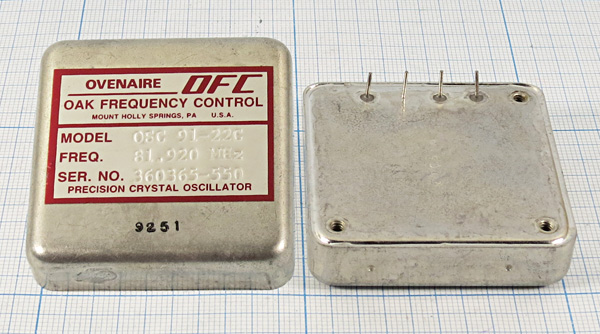 OVENAIRE OFC
OAK FREQUENCY CONTROL
MOUNT HOLLY SPRINGS, PA U.S.A.
MODEL OSC 91-22C
FREQ. 81.920 MHz
SER. NO. 360365-550
PRECISION CRYSTAL OSCILLATOR
9251